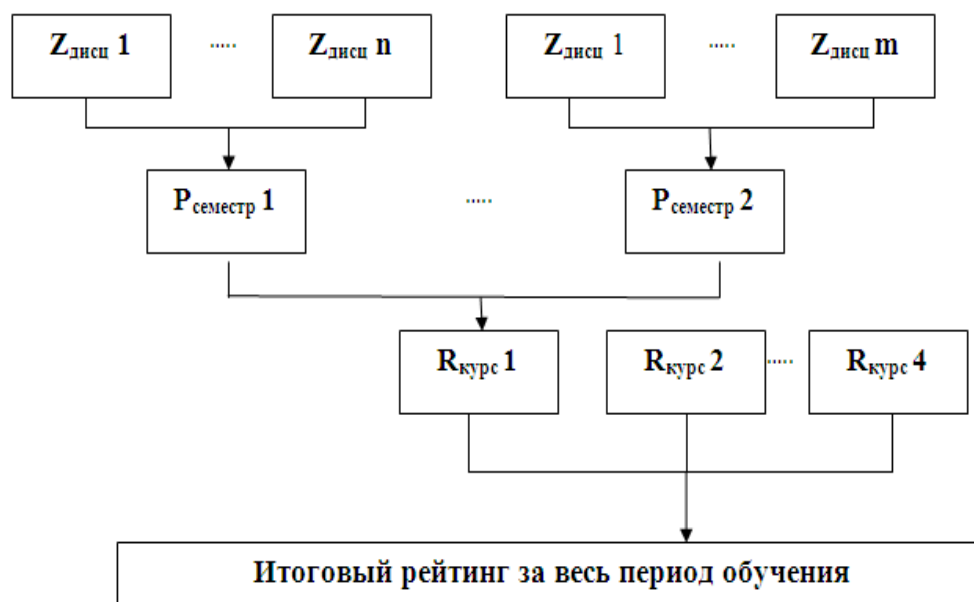 Zдисц 1 ..... Zдисц n Zдисц 1 ..... Zдисц m
Pсеместр 1 ..... Pсеместр 2
Rкурс 1 Rкурс 2 ..... Rкурс 4
Итоговый рейтинг за весь период обучения